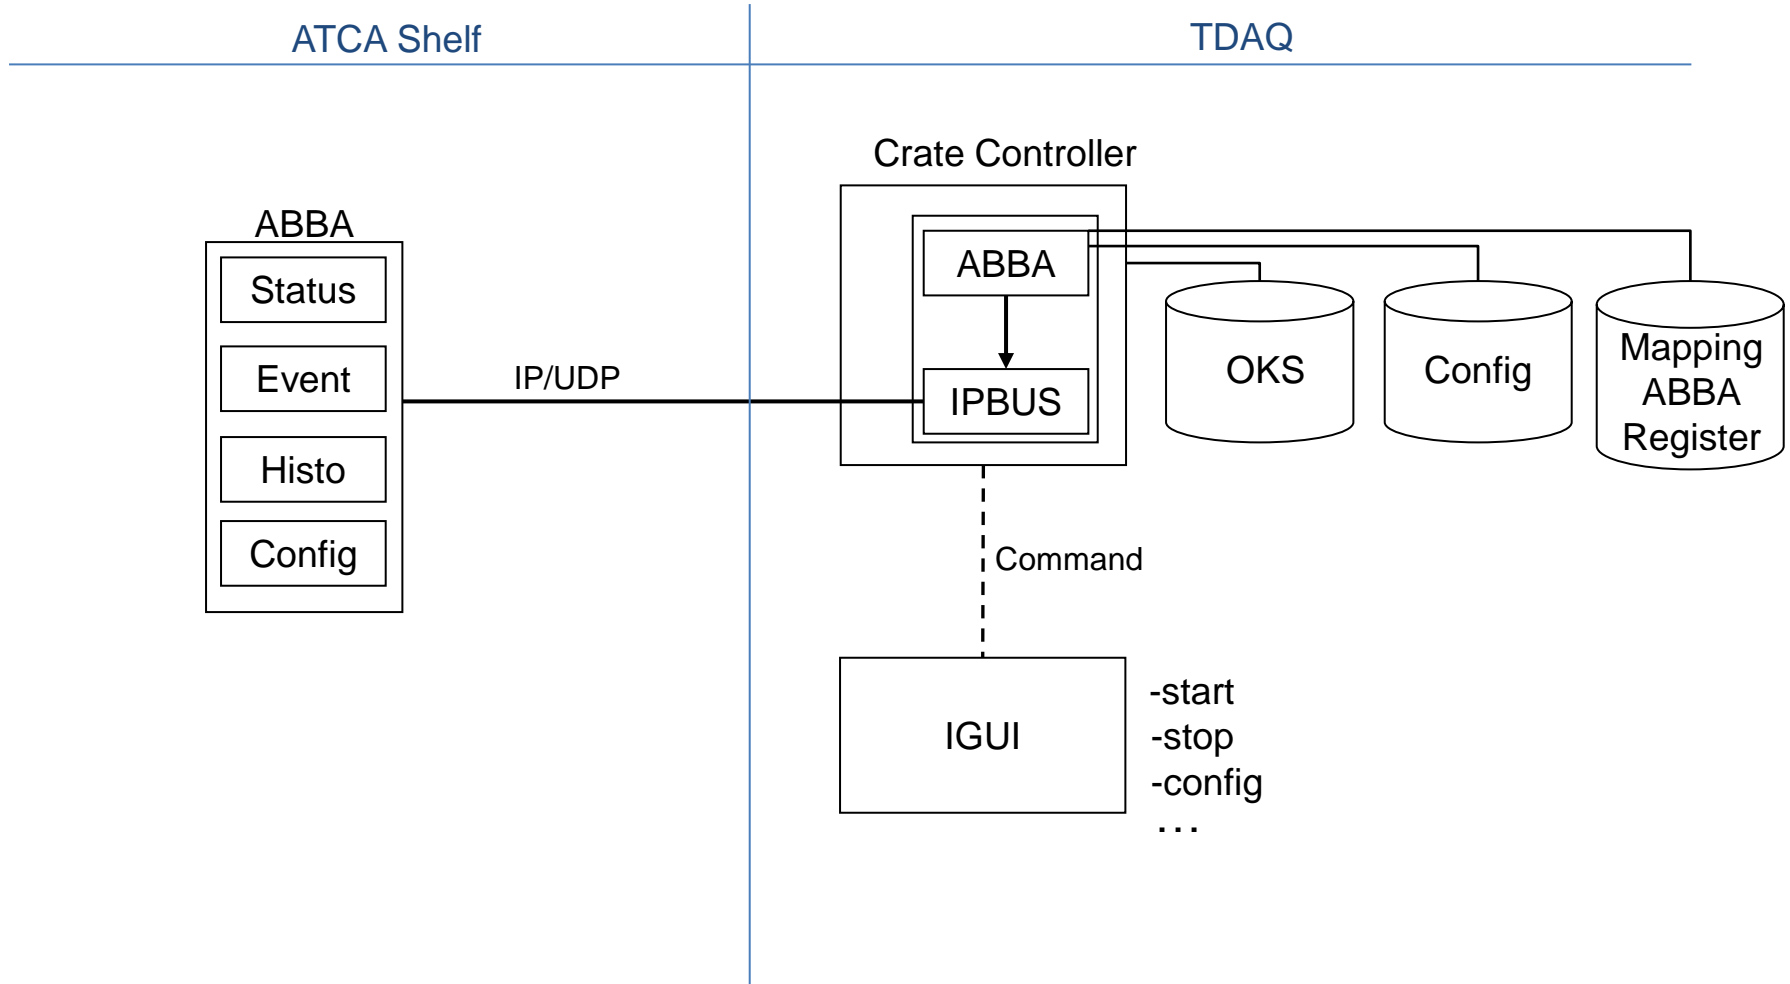 ATCA Shelf
TDAQ
ABBA
Status
Event
Histo
Config
IP/UDP
Crate Controller
ABBA
IPBUS
OKS
Config
Mapping
ABBA
Register
Command
IGUI
-start
-stop
-config
...